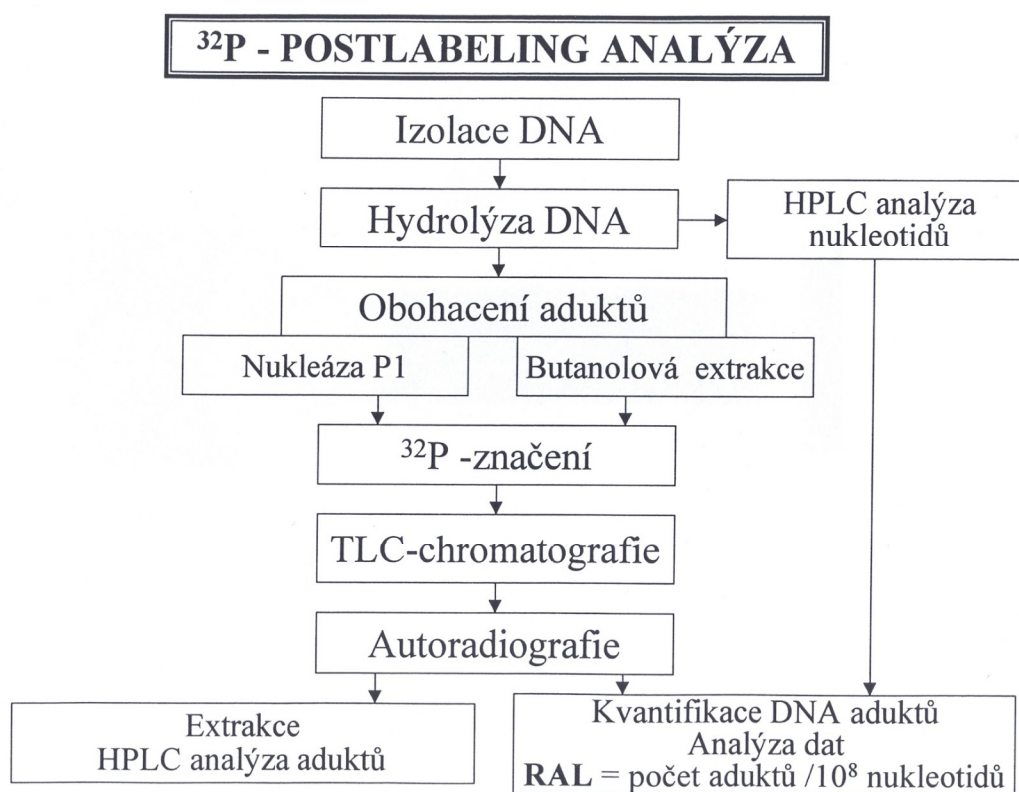 ³²P - POSTLABELING ANALÝZA
Izolace DNA
Hydrolýza DNA
HPLC analýza
nukleotidů
Obohacení aduktů
Nukleáza P1
Butanolová extrakce
³²P -značení
TLC-chromatografie
Autoradiografie
Extrakce
HPLC analýza aduktů
Kvantifikace DNA aduktů
Analýza dat
RAL = počet aduktů /10⁸ nukleotidů